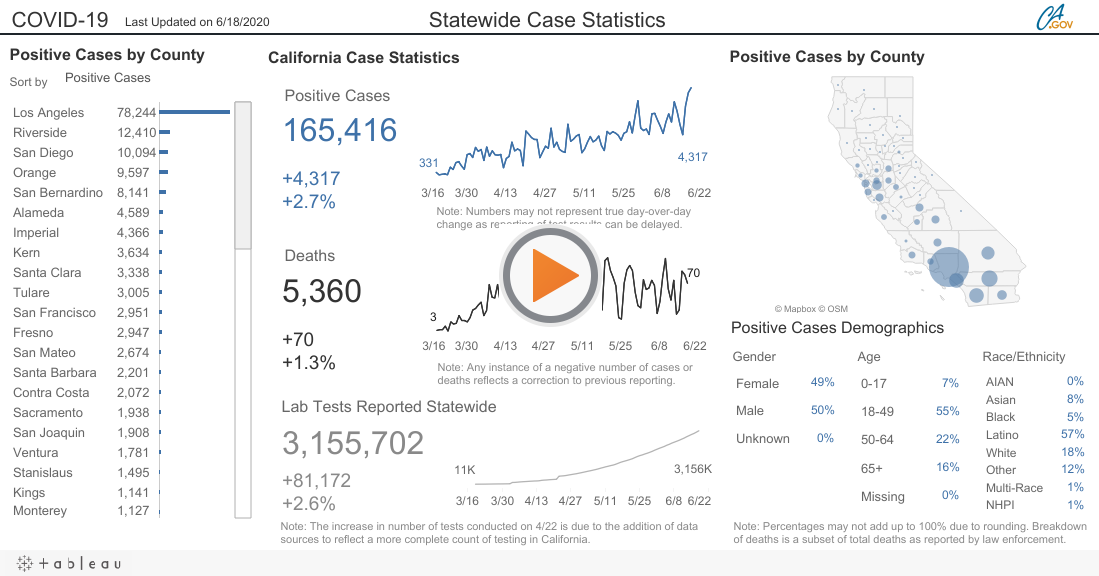 COVID-19 Last Updated on 6/18/2020 Statewide Case Statistics CA .GOV
Positive Cases by County
Sort by Positive Cases
Los Angeles 78,244
Riverside 12,410
San Diego 10,094
Orange 9,597
San Bernardino 8,141
Alameda 4,589
Imperial 4,366
Kern 3,634
Santa Clara 3,338
Tulare 3,005
San Francisco 2,951
Fresno 2,947
San Mateo 2,674
Santa Barbara 2,201
Contra Costa 2,072
Sacramento 1,938
San Joaquin 1,908
Ventura 1,781
Stanislaus 1,495
Kings 1,141
Monterey 1,127
California Case Statistics
Positive Cases
165,416
+4,317
+2.7%
331
4,317
3/16 3/30 4/13 4/27 5/11 5/25 6/8 6/22
Note: Numbers may not represent true day-over-day
change as reporting of test results can be delayed.
Deaths
5,360
+70
+1.3%
3
70
3/16 3/30 4/13 4/27 5/11 5/25 6/8 6/22
Note: Any instance of a negative number of cases or
deaths reflects a correction to previous reporting.
Lab Tests Reported Statewide
3,155,702
+81,172
+2.6%
11K
3,156K
3/16 3/30 4/13 4/27 5/11 5/25 6/8 6/22
Note: The increase in number of tests conducted on 4/22 is due to the addition of data
sources to reflect a more complete count of testing in California.
Positive Cases by County
© Mapbox © OSM
Positive Cases Demographics
Gender
Female 49%
Male 50%
Unknown 0%
Age
0-17 7%
18-49 55%
50-64 22%
65+ 16%
Missing 0%
Race/Ethnicity
AIAN 0%
Asian 8%
Black 5%
Latino 57%
White 18%
Other 12%
Multi-Race 1%
NHPI 1%
Note: Percentages may not add up to 100% due to rounding. Breakdown
of deaths is a subset of total deaths as reported by law enforcement.
+ableau